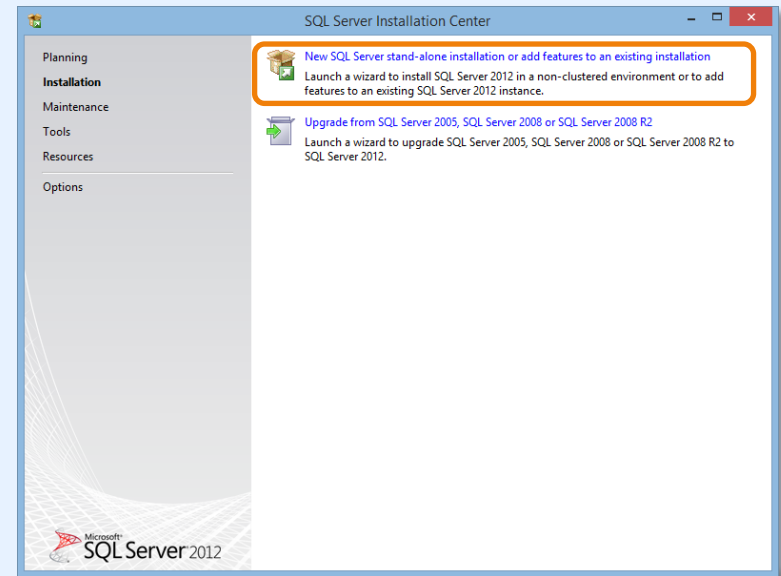 SQL Server Installation Center
Planning
Installation
Maintenance
Tools
Resources
Options
New SQL Server stand-alone installation or add features to an existing installation
Launch a wizard to install SQL Server 2012 in a non-clustered environment or to add
features to an existing SQL Server 2012 instance.
Upgrade from SQL Server 2005, SQL Server 2008 or SQL Server 2008 R2
Launch a wizard to upgrade SQL Server 2005, SQL Server 2008 or SQL Server 2008 R2 to
SQL Server 2012.
Microsoft®
SQL Server 2012